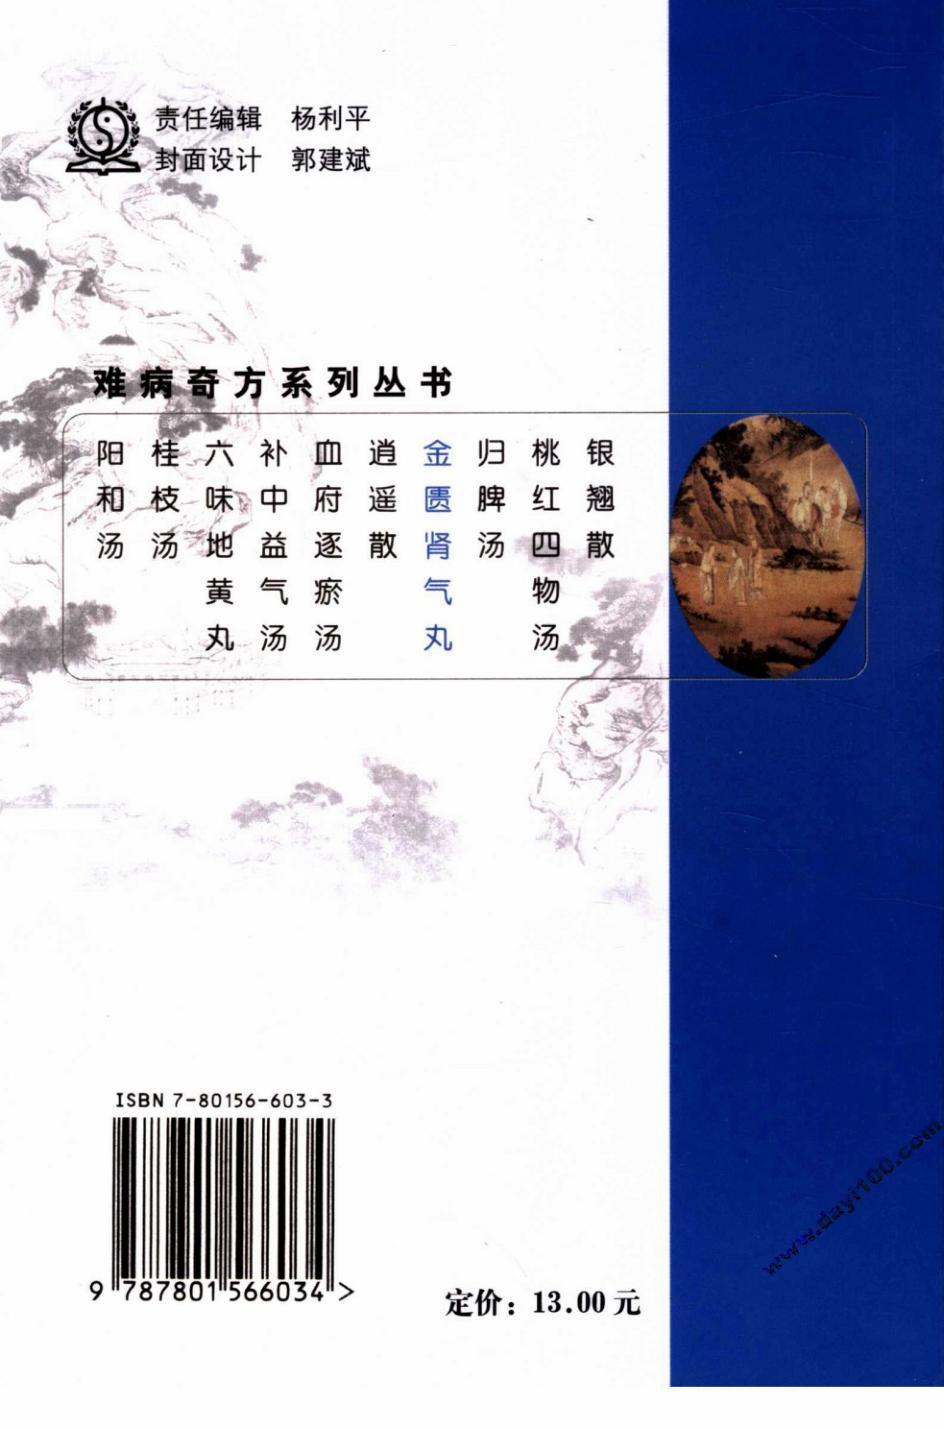 责任编辑 杨利平
封面设计 郭建斌
难病奇方系列丛书
阳和汤
桂枝汤
六味地黄丸
补中益气汤
血府逐瘀汤
逍遥散
金匮肾气丸
归脾汤
桃红四物汤
银翘散
ISBN 7-80156-603-3
9 787801 566034 >
定价：13.00元
www.dayi100.com